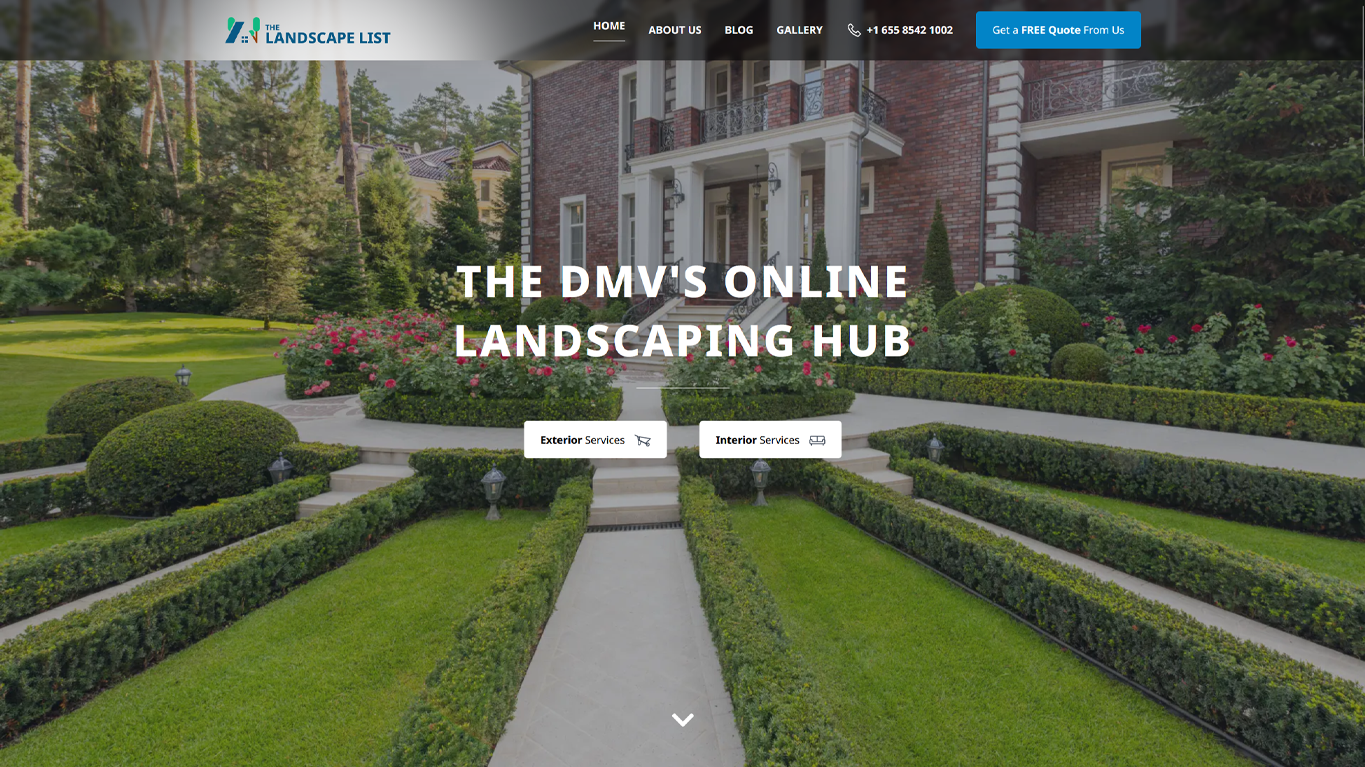 THE
LANDSCAPE LIST
HOME
ABOUT US
BLOG
GALLERY
+1 655 8542 1002
Get a FREE Quote From Us
THE DMV'S ONLINE
LANDSCAPING HUB
Exterior Services
Interior Services